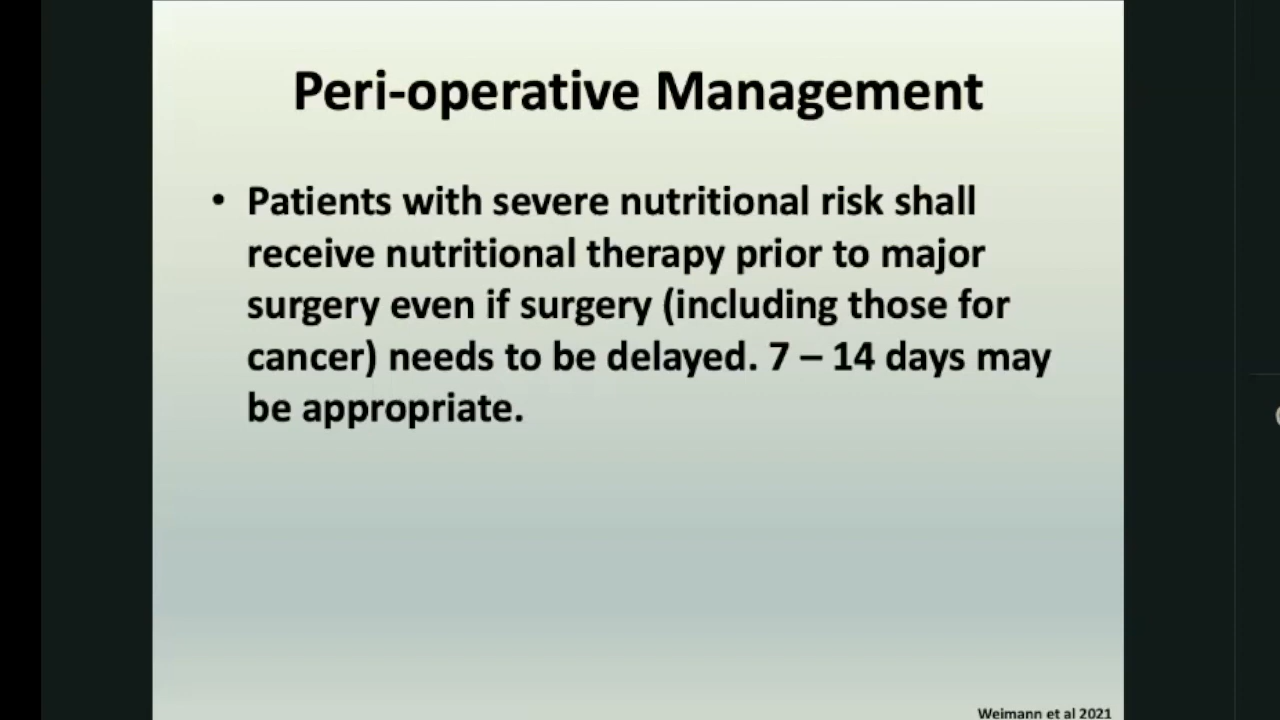 Peri-operative Management
• Patients with severe nutritional risk shall
receive nutritional therapy prior to major
surgery even if surgery (including those for
cancer) needs to be delayed. 7 – 14 days may
be appropriate.
Weimann et al 2021